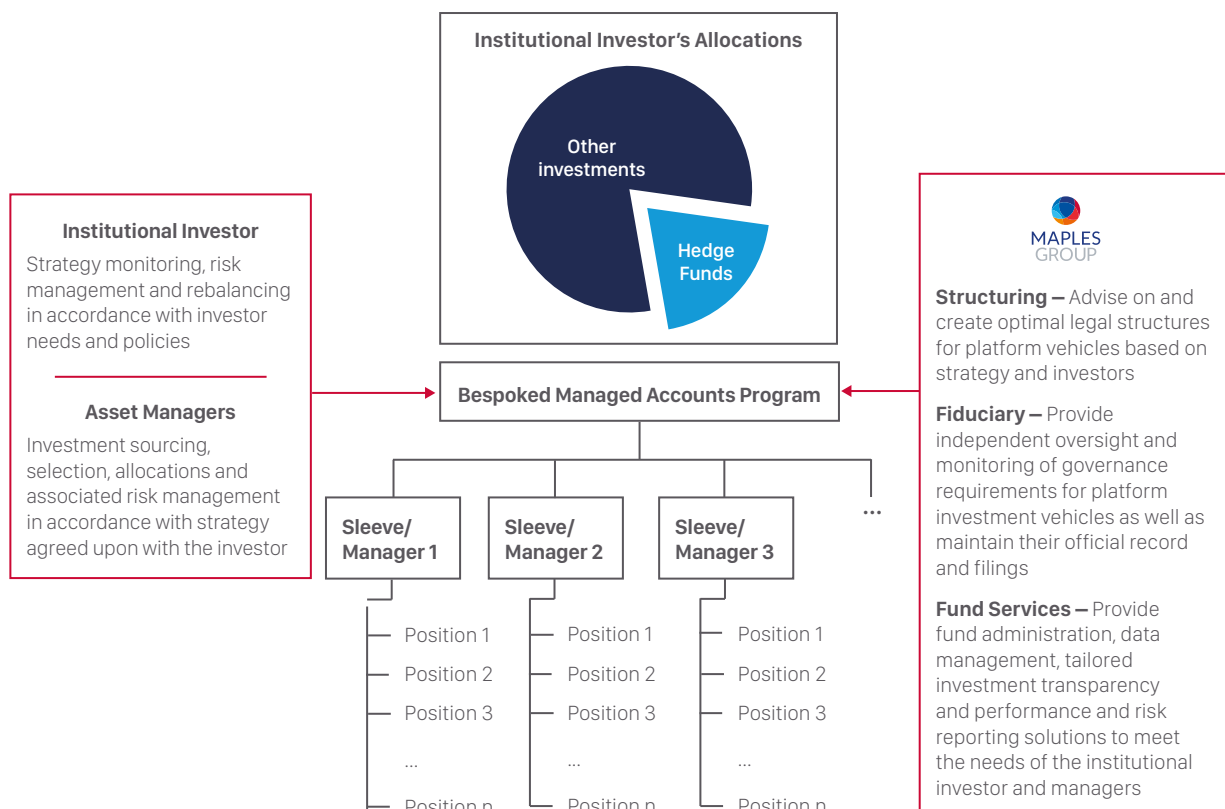 Institutional Investor's Allocations
Other
investments
Hedge
Funds
Institutional Investor
Strategy monitoring, risk
management and rebalancing
in accordance with investor
needs and policies
Asset Managers
Investment sourcing,
selection, allocations and
associated risk management
in accordance with strategy
agreed upon with the investor
Bespoked Managed Accounts Program
Sleeve/
Manager 1
Position 1
Position 2
Position 3
...
Position n
Sleeve/
Manager 2
Position 1
Position 2
Position 3
...
Position n
Sleeve/
Manager 3
Position 1
Position 2
Position 3
...
Position n
...
MAPLES
GROUP
Structuring – Advise on and
create optimal legal structures
for platform vehicles based on
strategy and investors
Fiduciary – Provide
independent oversight and
monitoring of governance
requirements for platform
investment vehicles as well as
maintain their official record
and filings
Fund Services – Provide
fund administration, data
management, tailored
investment transparency
and performance and risk
reporting solutions to meet
the needs of the institutional
investor and managers